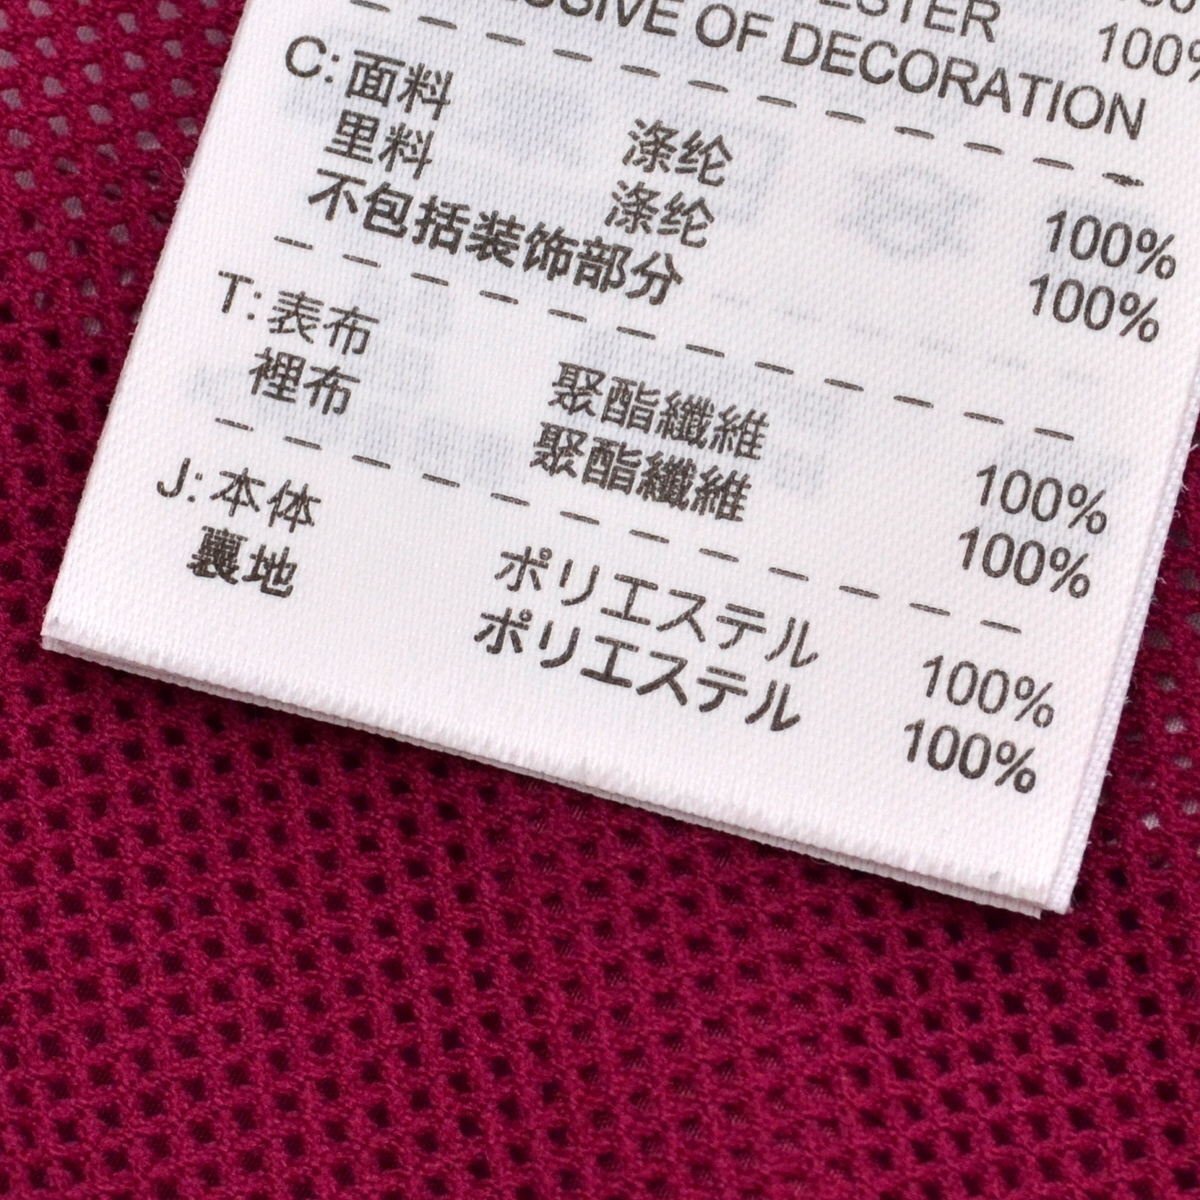 100%
EXCLUSIVE OF DECORATION
C: 面料 涤纶 100%
里料 涤纶 100%
不包括装饰部分
T: 表布 聚酯纖維 100%
裡布 聚酯纖維 100%
J: 本体 ポリエステル 100%
裏地 ポリエステル 100%